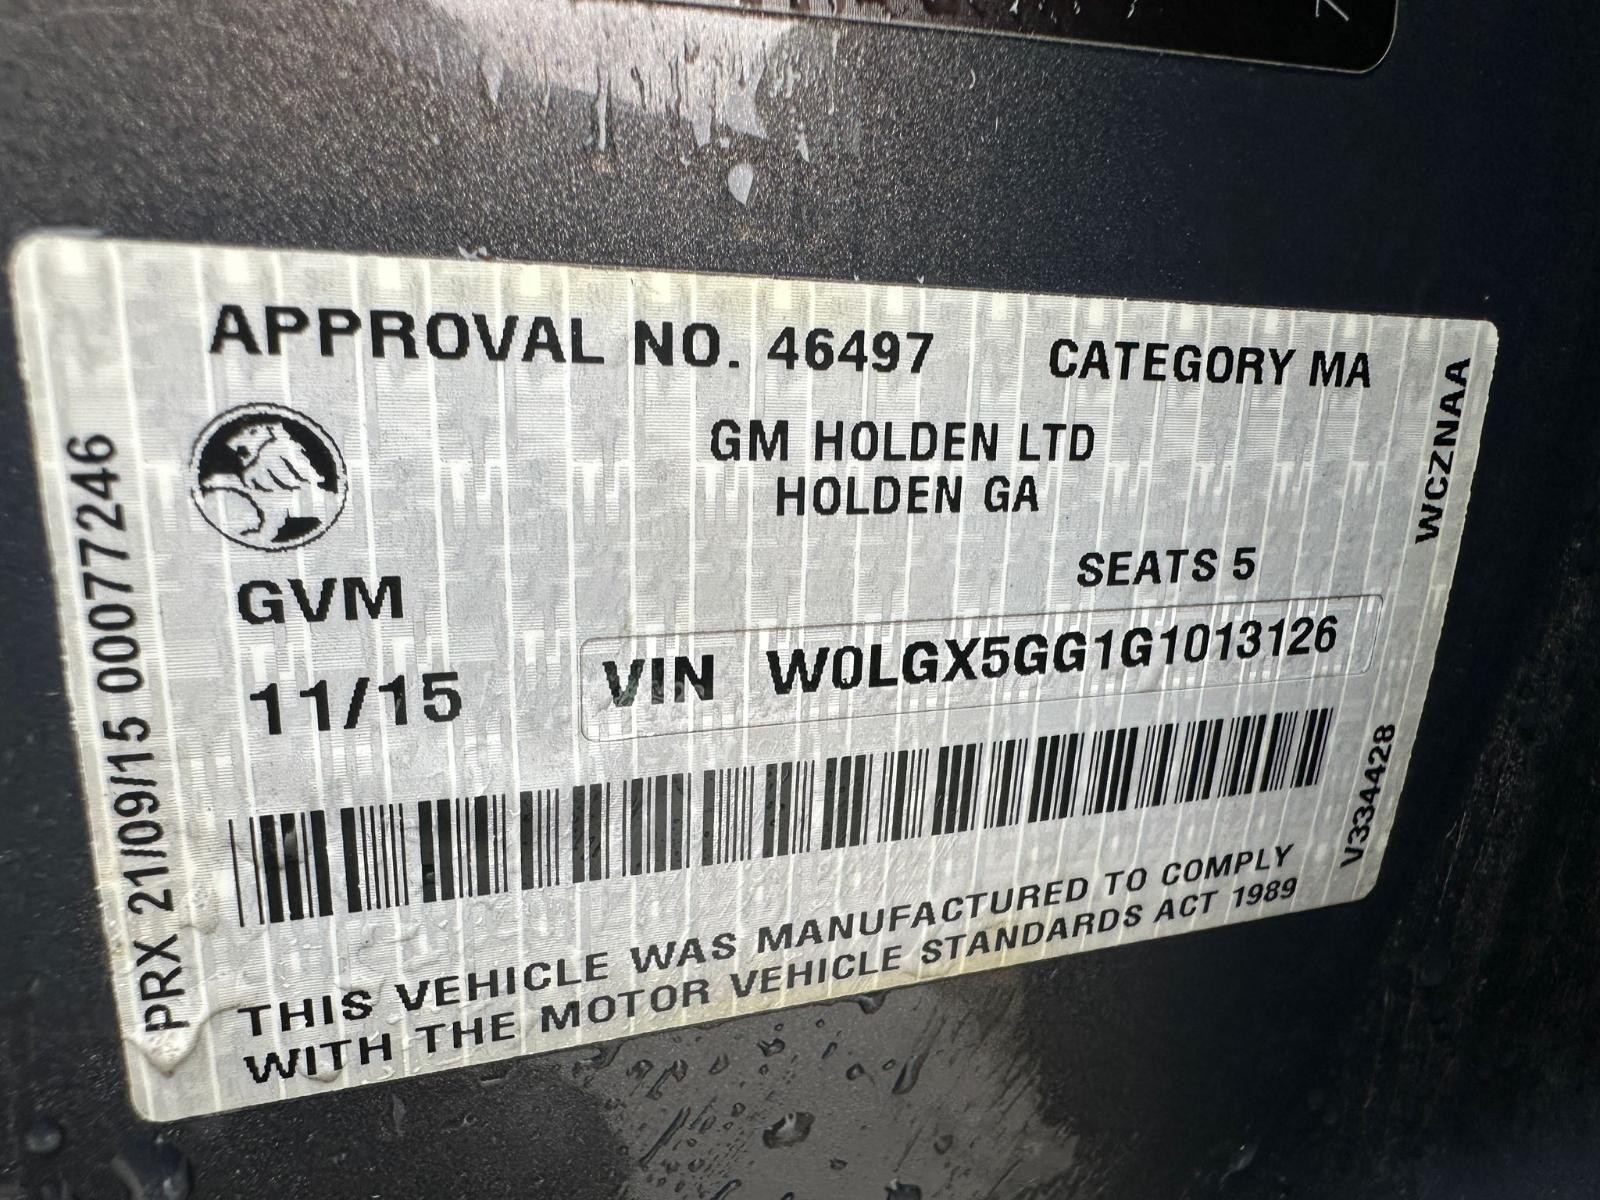 APPROVAL NO. 46497 CATEGORY MA
GM HOLDEN LTD
HOLDEN GA
SEATS 5
GVM
11/15
VIN W0LGX5GG1G1013126
THIS VEHICLE WAS MANUFACTURED TO COMPLY
WITH THE MOTOR VEHICLE STANDARDS ACT 1989
PRX 21/09/15 000777246
WCZNAA
V334428